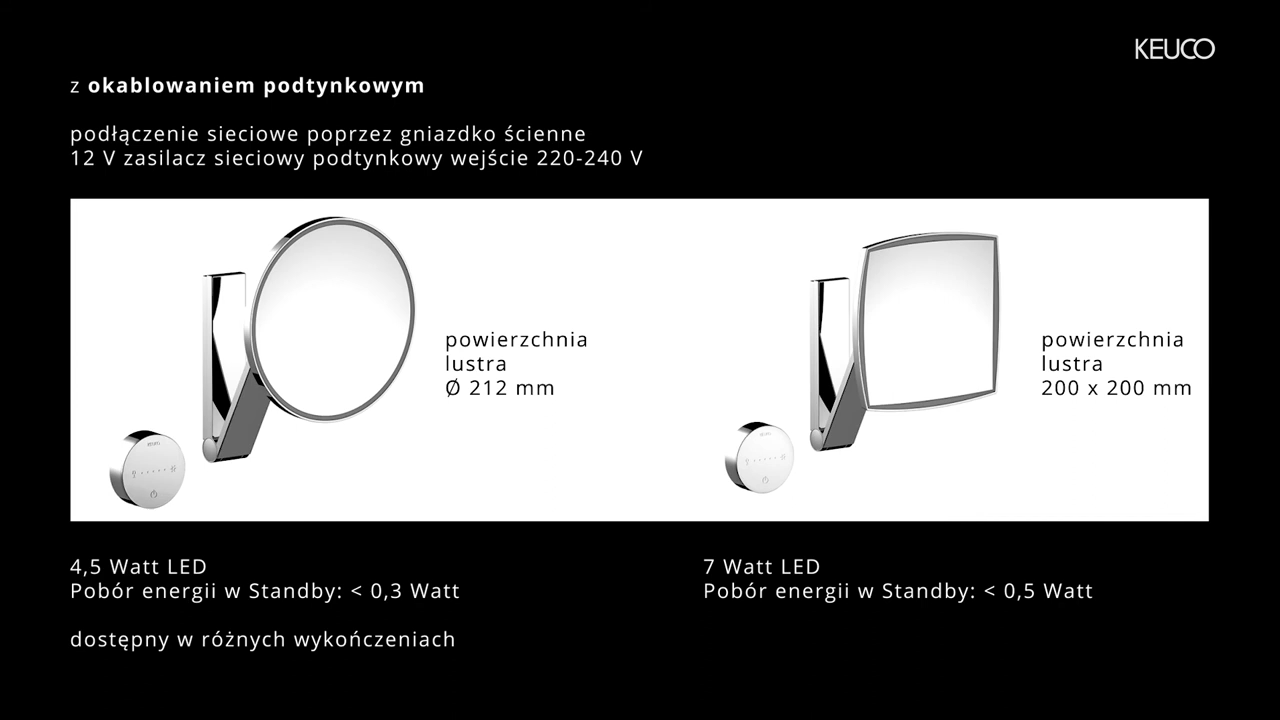 KEUCO
z okablowaniem podtynkowym
podłączenie sieciowe poprzez gniazdko ścienne
12 V zasilacz sieciowy podtynkowy wejście 220-240 V
powierzchnia
lustra
Ø 212 mm
powierzchnia
lustra
200 x 200 mm
4,5 Watt LED
Pobór energii w Standby: < 0,3 Watt
7 Watt LED
Pobór energii w Standby: < 0,5 Watt
dostępny w różnych wykończeniach